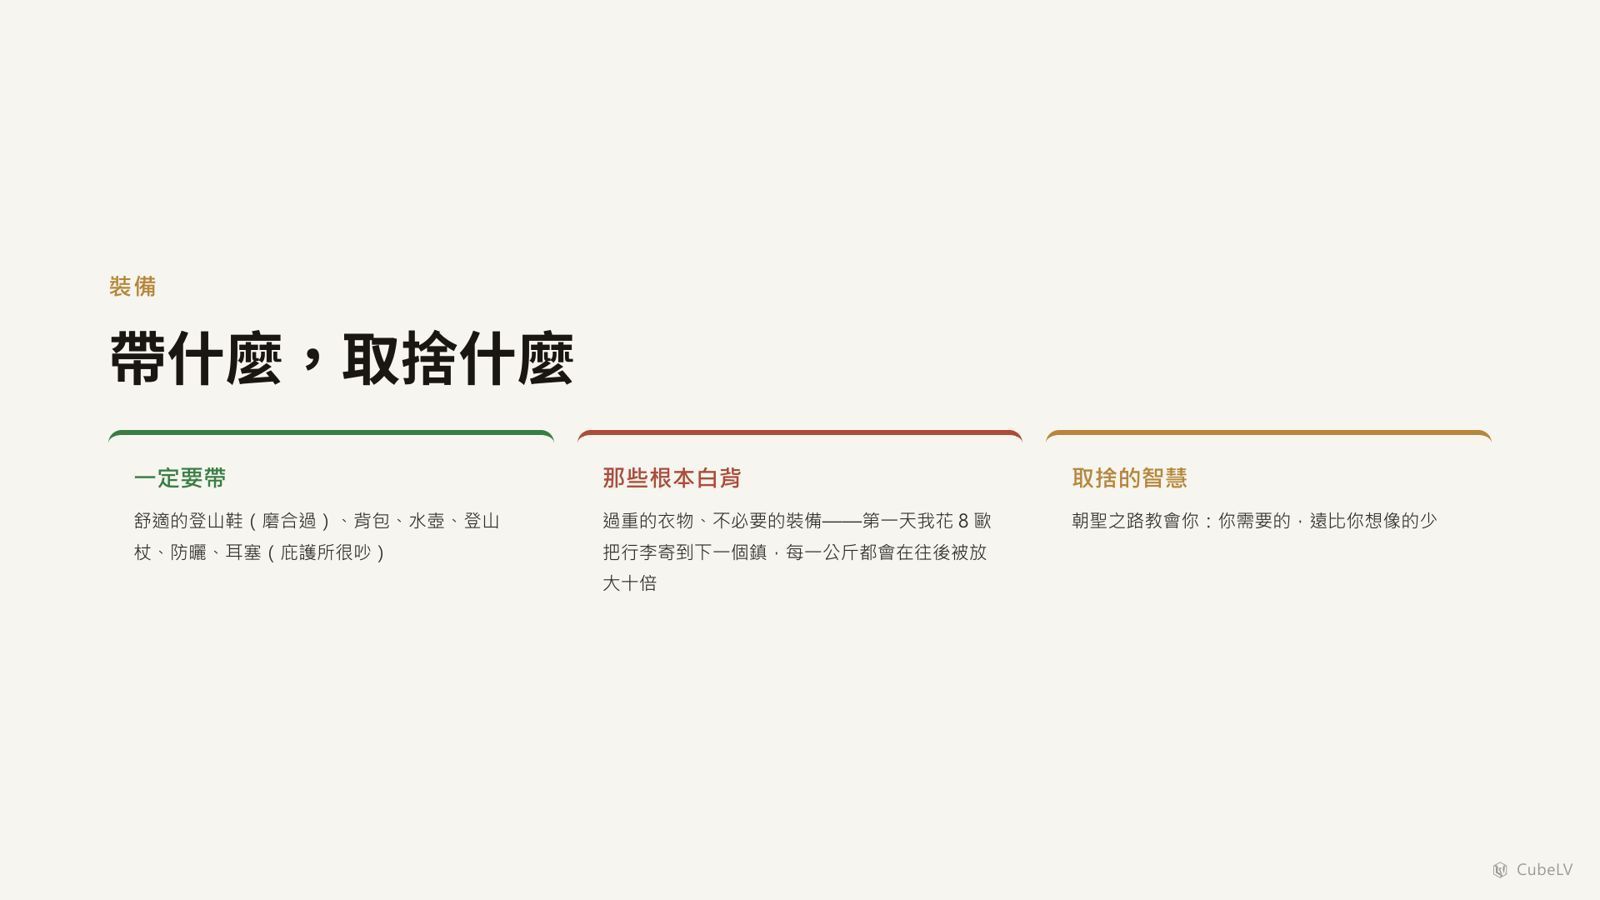 裝備
帶什麼，取捨什麼
一定要帶
舒適的登山鞋（磨合過）、背包、水壺、登山
杖、防曬、耳塞（庇護所很吵）
那些根本白背
過重的衣物、不必要的裝備——第一天我花 8 歐
把行李寄到下一個鎮，每一公斤都會在往後被放
大十倍
取捨的智慧
朝聖之路教會你：你需要的，遠比你想像的少
CubeLV